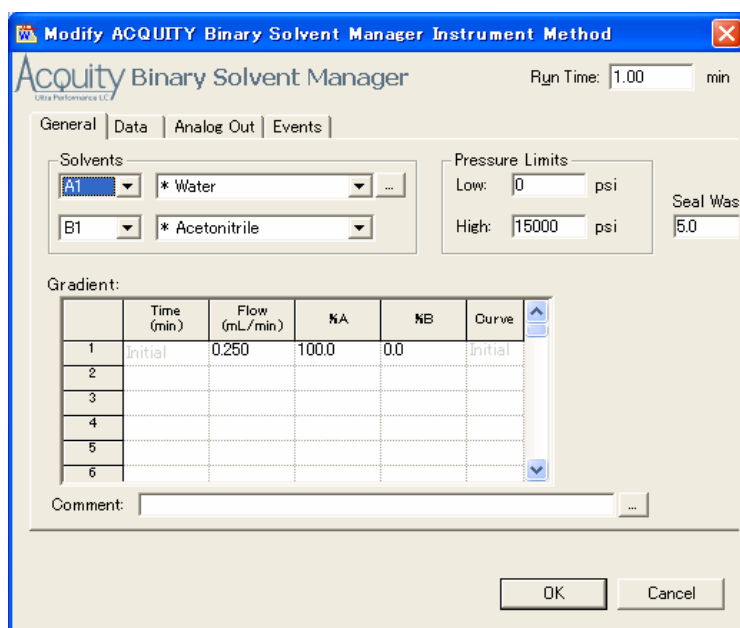 Modify ACQUITY Binary Solvent Manager Instrument Method
Acquity Binary Solvent Manager
Ultra Performance LC
Run Time: 1.00 min
General Data Analog Out Events
Solvents
A1 * Water ...
B1 * Acetonitrile
Pressure Limits
Low: 0 psi
High: 15000 psi
Seal Was
5.0
Gradient:
Time (min) Flow (mL/min) %A %B Curve
1 Initial 0.250 100.0 0.0 Initial
2
3
4
5
6
Comment: ...
OK Cancel